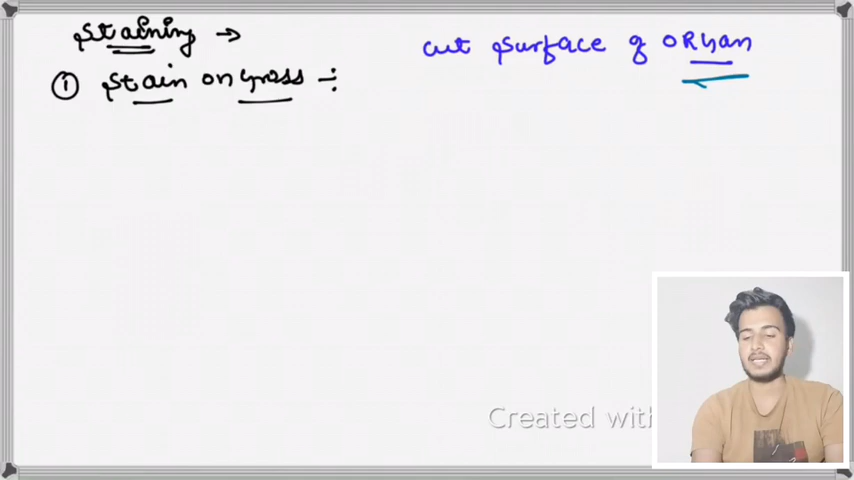 Staining →
cut surface of ORGan
① Stain on Gross :-
Created with